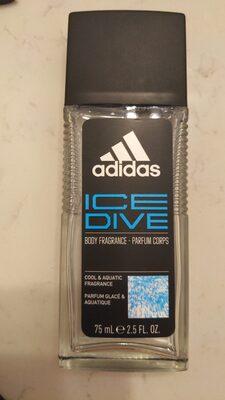 adidas
ICE
DIVE
BODY FRAGRANCE - PARFUM CORPS
COOL & AQUATIC
FRAGRANCE
PARFUM GLACÉ &
AQUATIQUE
75 mL ℮ 2.5 FL. OZ.